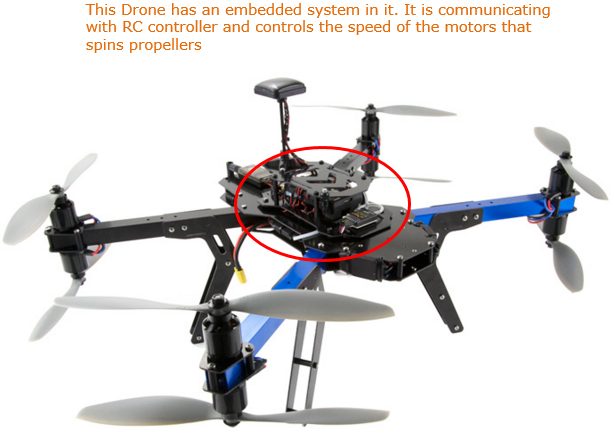 This Drone has an embedded system in it. It is communicating
with RC controller and controls the speed of the motors that
spins propellers